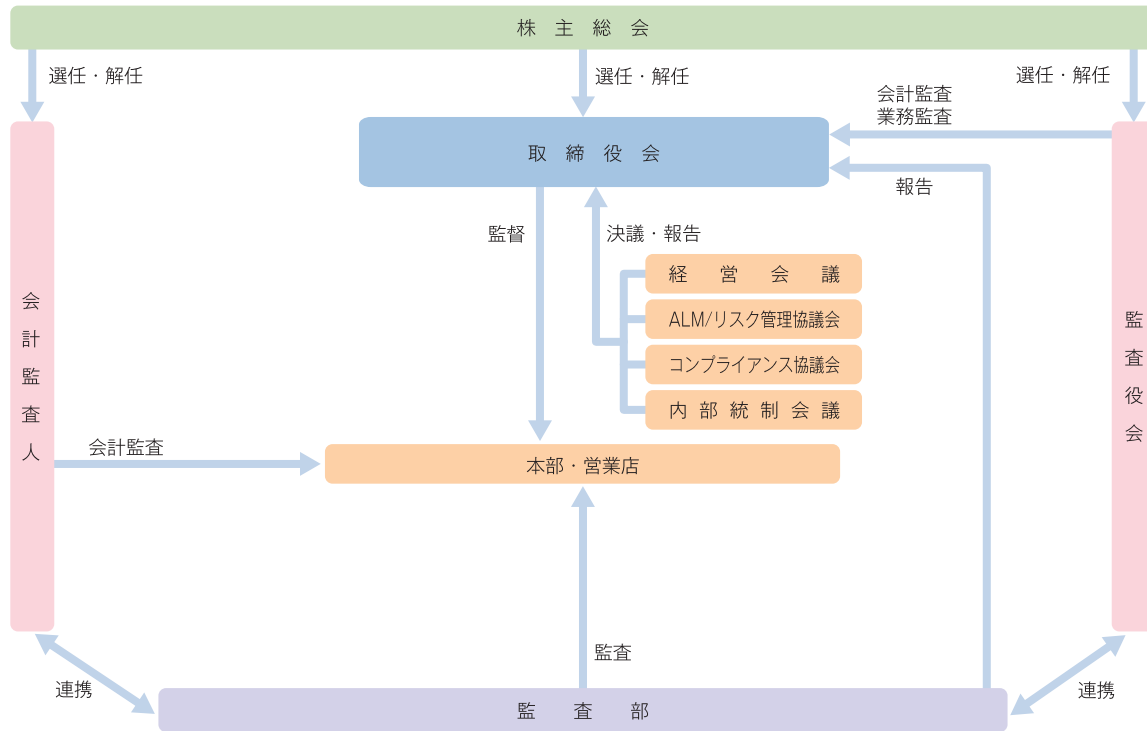 株主総会
選任・解任
選任・解任
選任・解任
会計監査
業務監査
取締役会
報告
監督
決議・報告
経営会議
ALM/リスク管理協議会
コンプライアンス協議会
内部統制会議
会計監査人
監査役会
会計監査
本部・営業店
監査
連携
連携
監査部